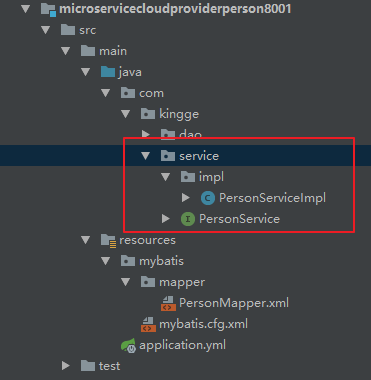 microservicecloudproviderperson8001
src
main
java
com
kingge
dao
service
impl
PersonServiceImpl
PersonService
resources
mybatis
mapper
PersonMapper.xml
mybatis.cfg.xml
application.yml
test